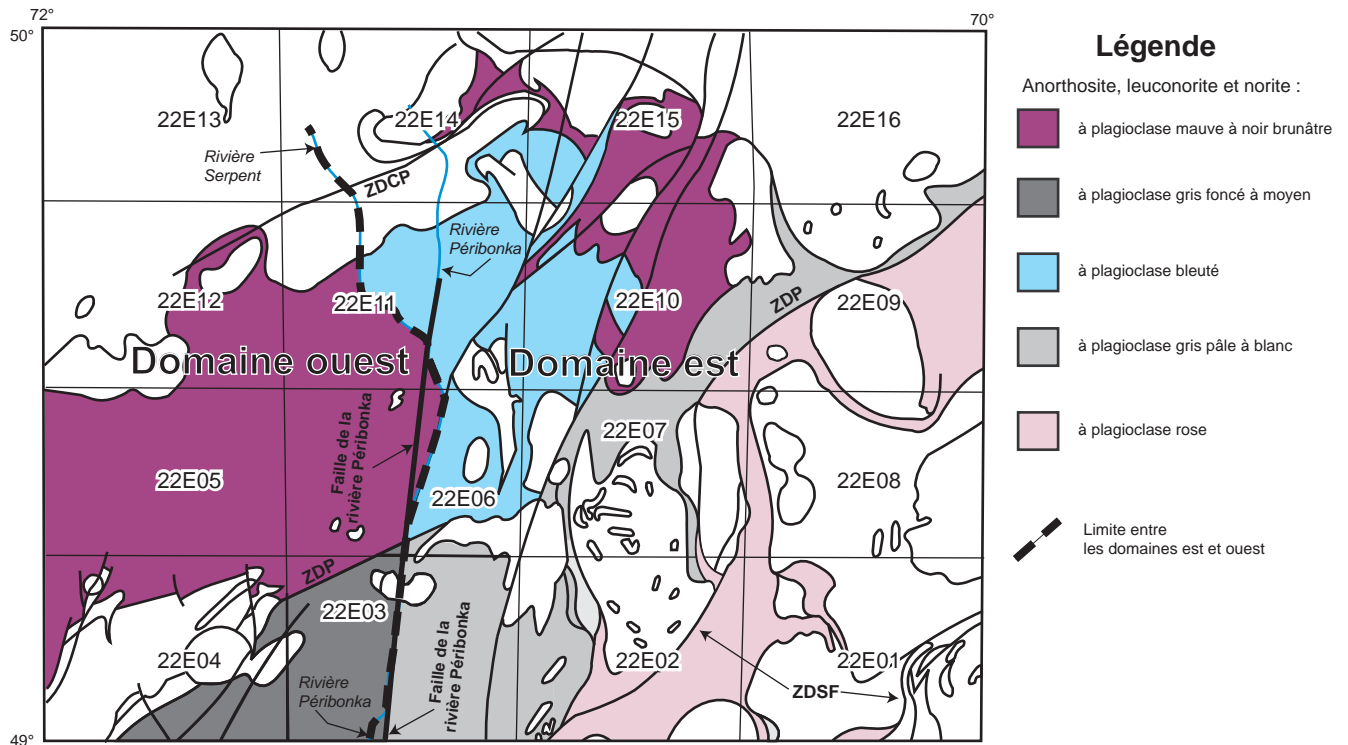 72°
70°
50°
49°
22E13
22E14
22E15
22E16
Rivière
Serpent
ZDCP
Rivière
Péribonka
22E12
22E11
22E10
22E09
ZDP
Domaine ouest
Domaine est
Faille de la
rivière Péribonka
22E05
22E06
22E07
22E08
ZDP
22E03
22E04
22E02
22E01
Faille de la
rivière Péribonka
Rivière
Péribonka
ZDSF
Légende
Anorthosite, leuconorite et norite :
à plagioclase mauve à noir brunâtre
à plagioclase gris foncé à moyen
à plagioclase bleuté
à plagioclase gris pâle à blanc
à plagioclase rose
Limite entre
les domaines est et ouest